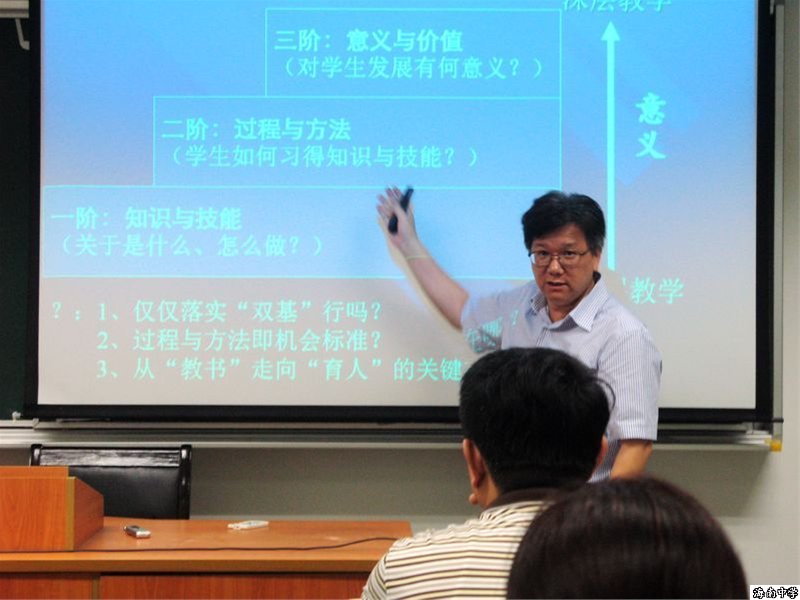 深层教学
三阶：意义与价值
（对学生发展有何意义？）
意义
二阶：过程与方法
（学生如何习得知识与技能？）
一阶：知识与技能
（关于是什么、怎么做？）
教学
？：1、仅仅落实“双基”行吗？
2、过程与方法即机会标准？
3、从“教书”走向“育人”的关键
海南中学